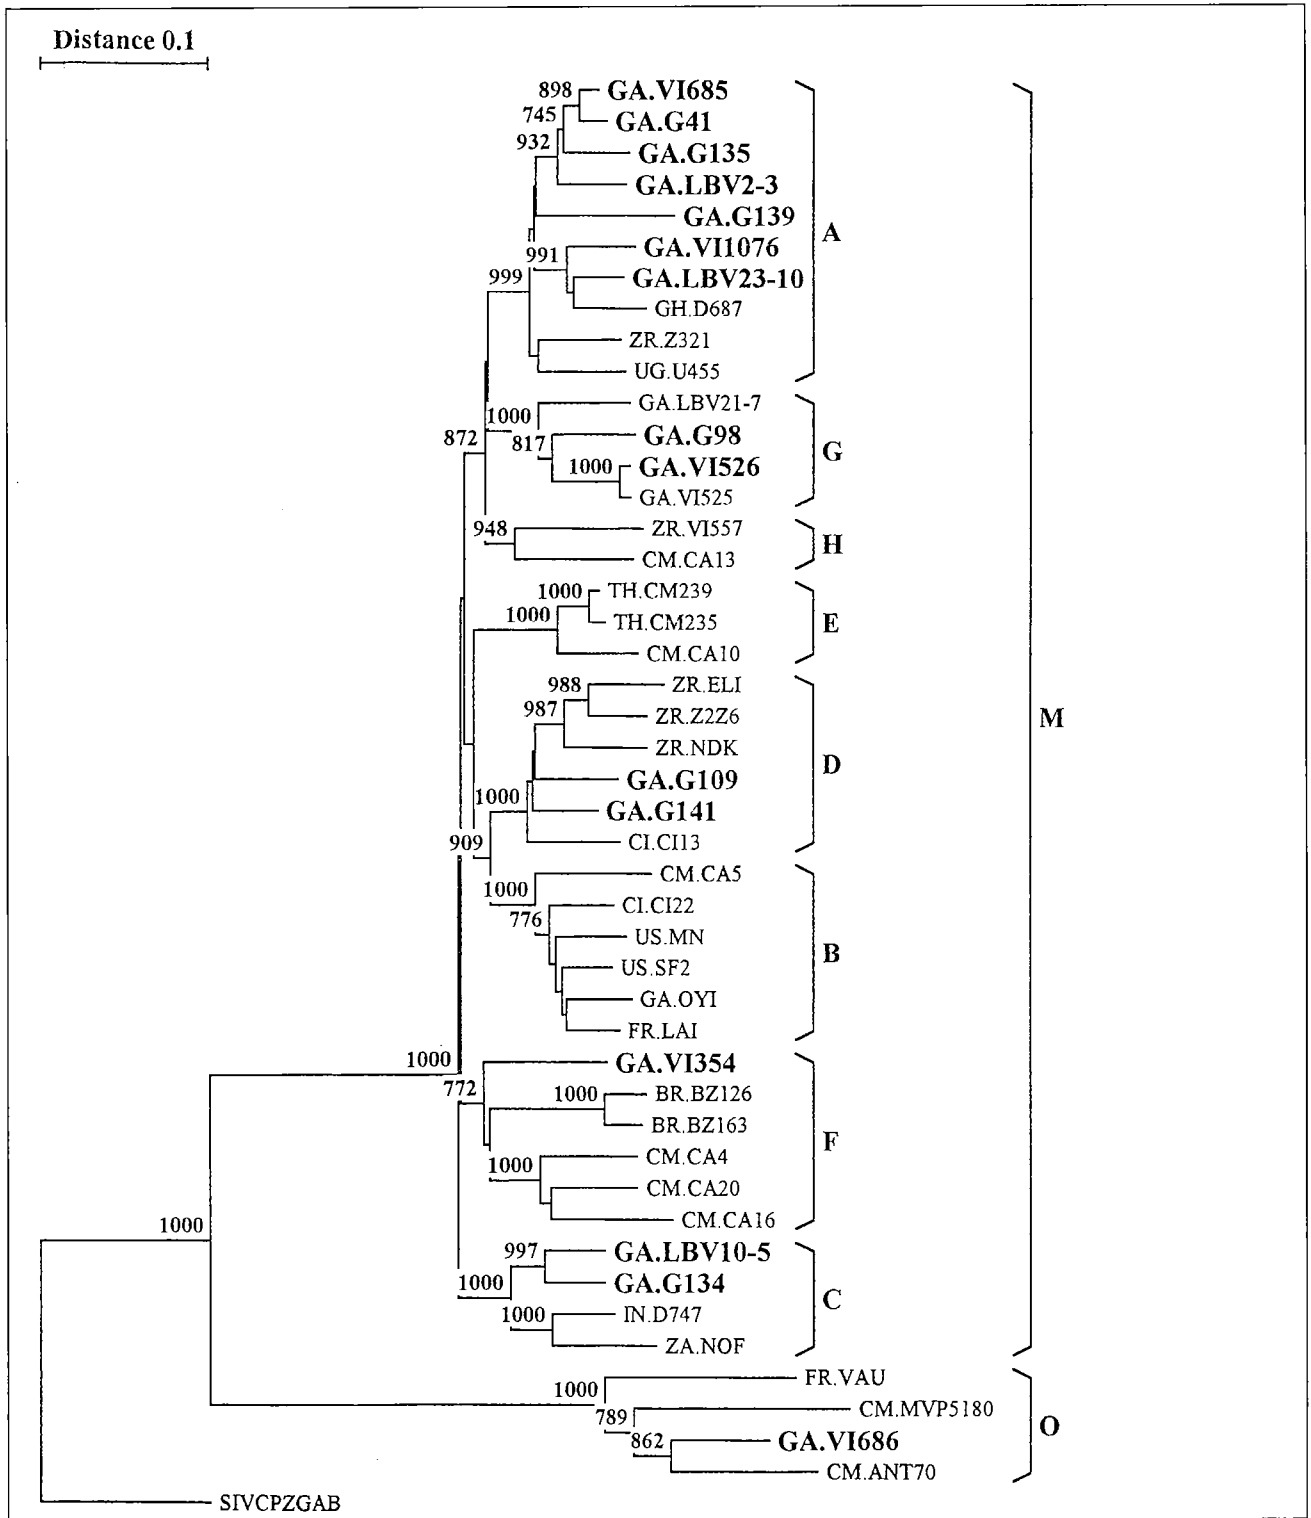 Distance 0.1
898 GA.VI685
745 GA.G41
932 GA.G135
GA.LBV2-3
GA.G139
A
991 GA.VI1076
999 GA.LBV23-10
GH.D687
ZR.Z321
UG.U455
1000 GA.LBV21-7
872 817 GA.G98
G
1000 GA.VI526
GA.VI525
948 ZR.VI557
H
CM.CA13
1000 TH.CM239
1000 TH.CM235
E
CM.CA10
988 ZR.ELI
987 ZR.Z2Z6
M
ZR.NDK
D
GA.G109
1000 GA.G141
909 CI.CI13
1000 CM.CA5
776 CI.CI22
US.MN
B
US.SF2
GA.OYI
FR.LAI
1000 GA.VI354
772 1000 BR.BZ126
BR.BZ163
F
1000 CM.CA4
CM.CA20
CM.CA16
1000 997 GA.LBV10-5
1000 GA.G134
C
1000 IN.D747
ZA.NOF
1000 FR.VAU
789 CM.MVP5180
O
862 GA.VI686
CM.ANT70
SIVCPZGAB